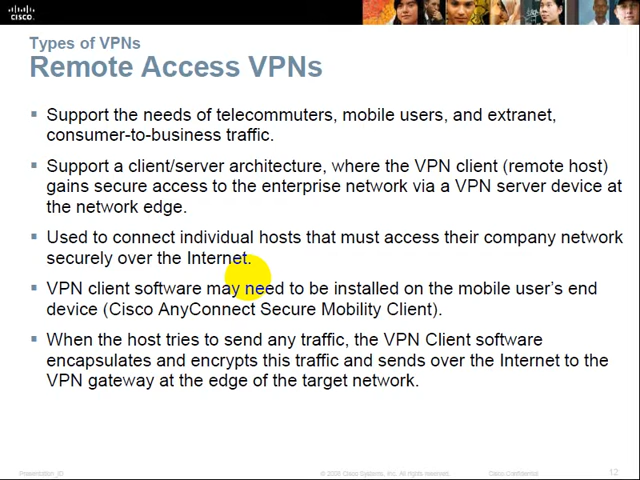 CISCO
Types of VPNs
Remote Access VPNs
▪ Support the needs of telecommuters, mobile users, and extranet,
consumer-to-business traffic.
▪ Support a client/server architecture, where the VPN client (remote host)
gains secure access to the enterprise network via a VPN server device at
the network edge.
▪ Used to connect individual hosts that must access their company network
securely over the Internet.
▪ VPN client software may need to be installed on the mobile user's end
device (Cisco AnyConnect Secure Mobility Client).
▪ When the host tries to send any traffic, the VPN Client software
encapsulates and encrypts this traffic and sends over the Internet to the
VPN gateway at the edge of the target network.
Presentation_ID © 2008 Cisco Systems, Inc. All rights reserved. Cisco Confidential 12